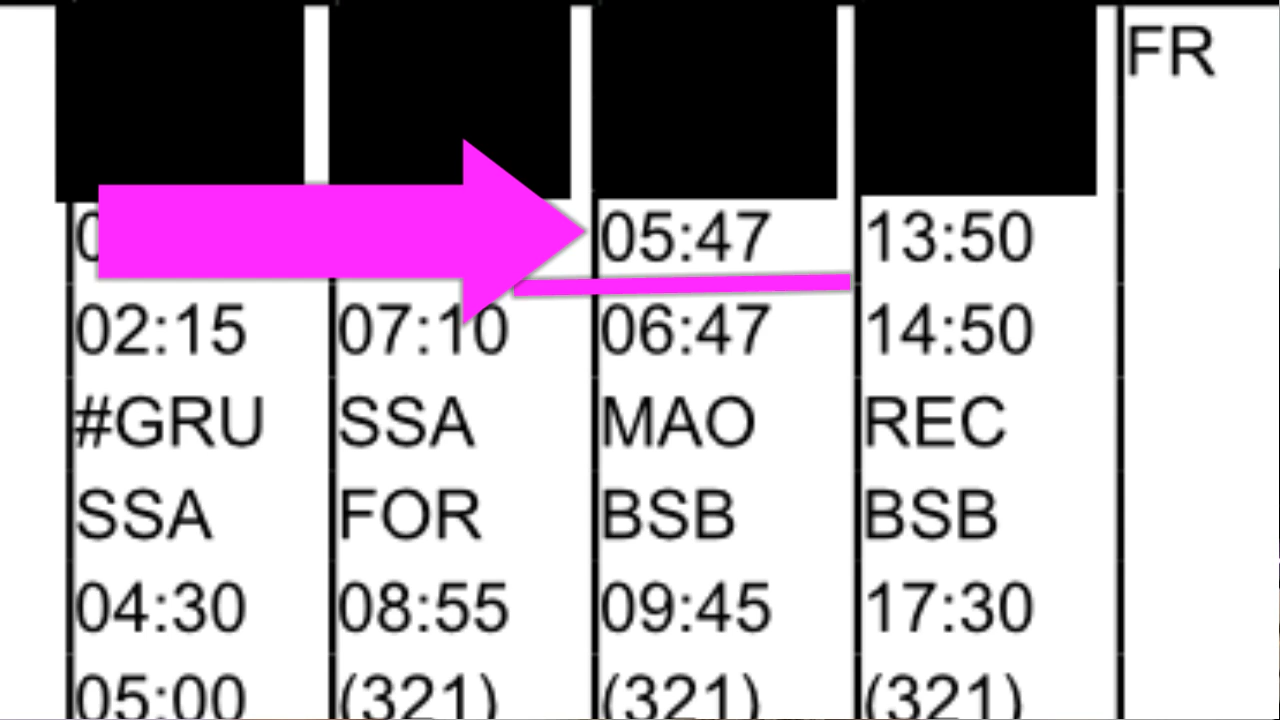 FR
05:47 13:50
02:15 07:10 06:47 14:50
#GRU SSA MAO REC
SSA FOR BSB BSB
04:30 08:55 09:45 17:30
05:00 (321) (321) (321)